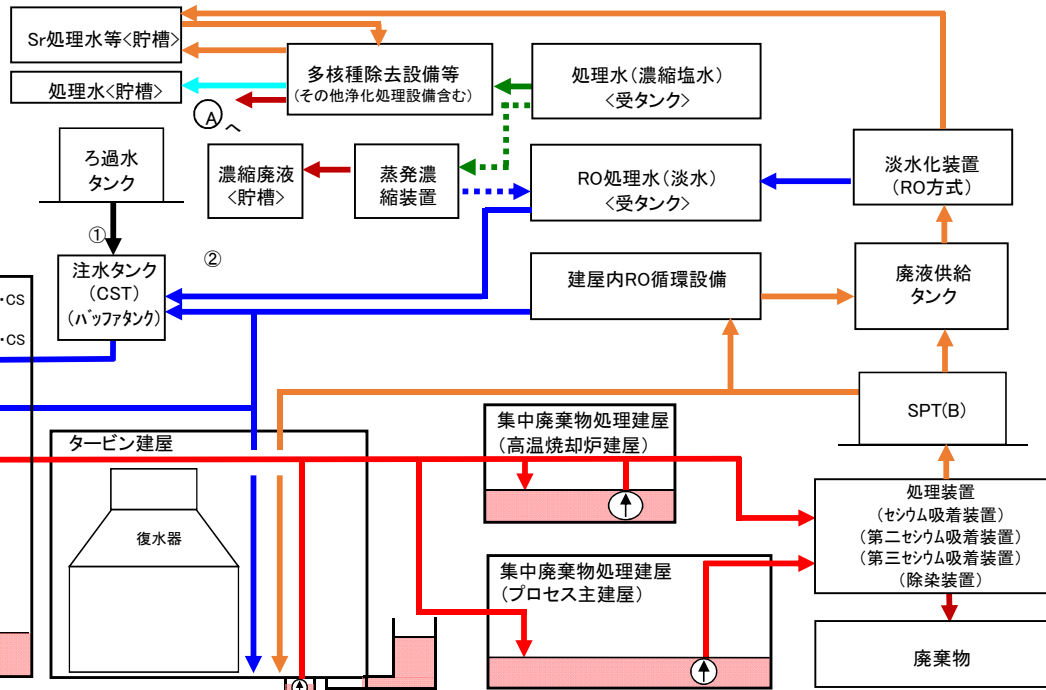 Sr処理水等<貯槽>
処理水<貯槽>
多核種除去設備等
(その他浄化処理設備含む)
処理水(濃縮塩水)
<受タンク>
Aへ
ろ過水
タンク
濃縮廃液
<貯槽>
蒸発濃
縮装置
RO処理水(淡水)
<受タンク>
淡水化装置
(RO方式)
①
②
注水タンク
(CST)
(バッファタンク)
建屋内RO循環設備
廃液供給
タンク
・CS
・CS
SPT(B)
タービン建屋
復水器
集中廃棄物処理建屋
(高温焼却炉建屋)
処理装置
(セシウム吸着装置)
(第二セシウム吸着装置)
(第三セシウム吸着装置)
(除染装置)
集中廃棄物処理建屋
(プロセス主建屋)
廃棄物